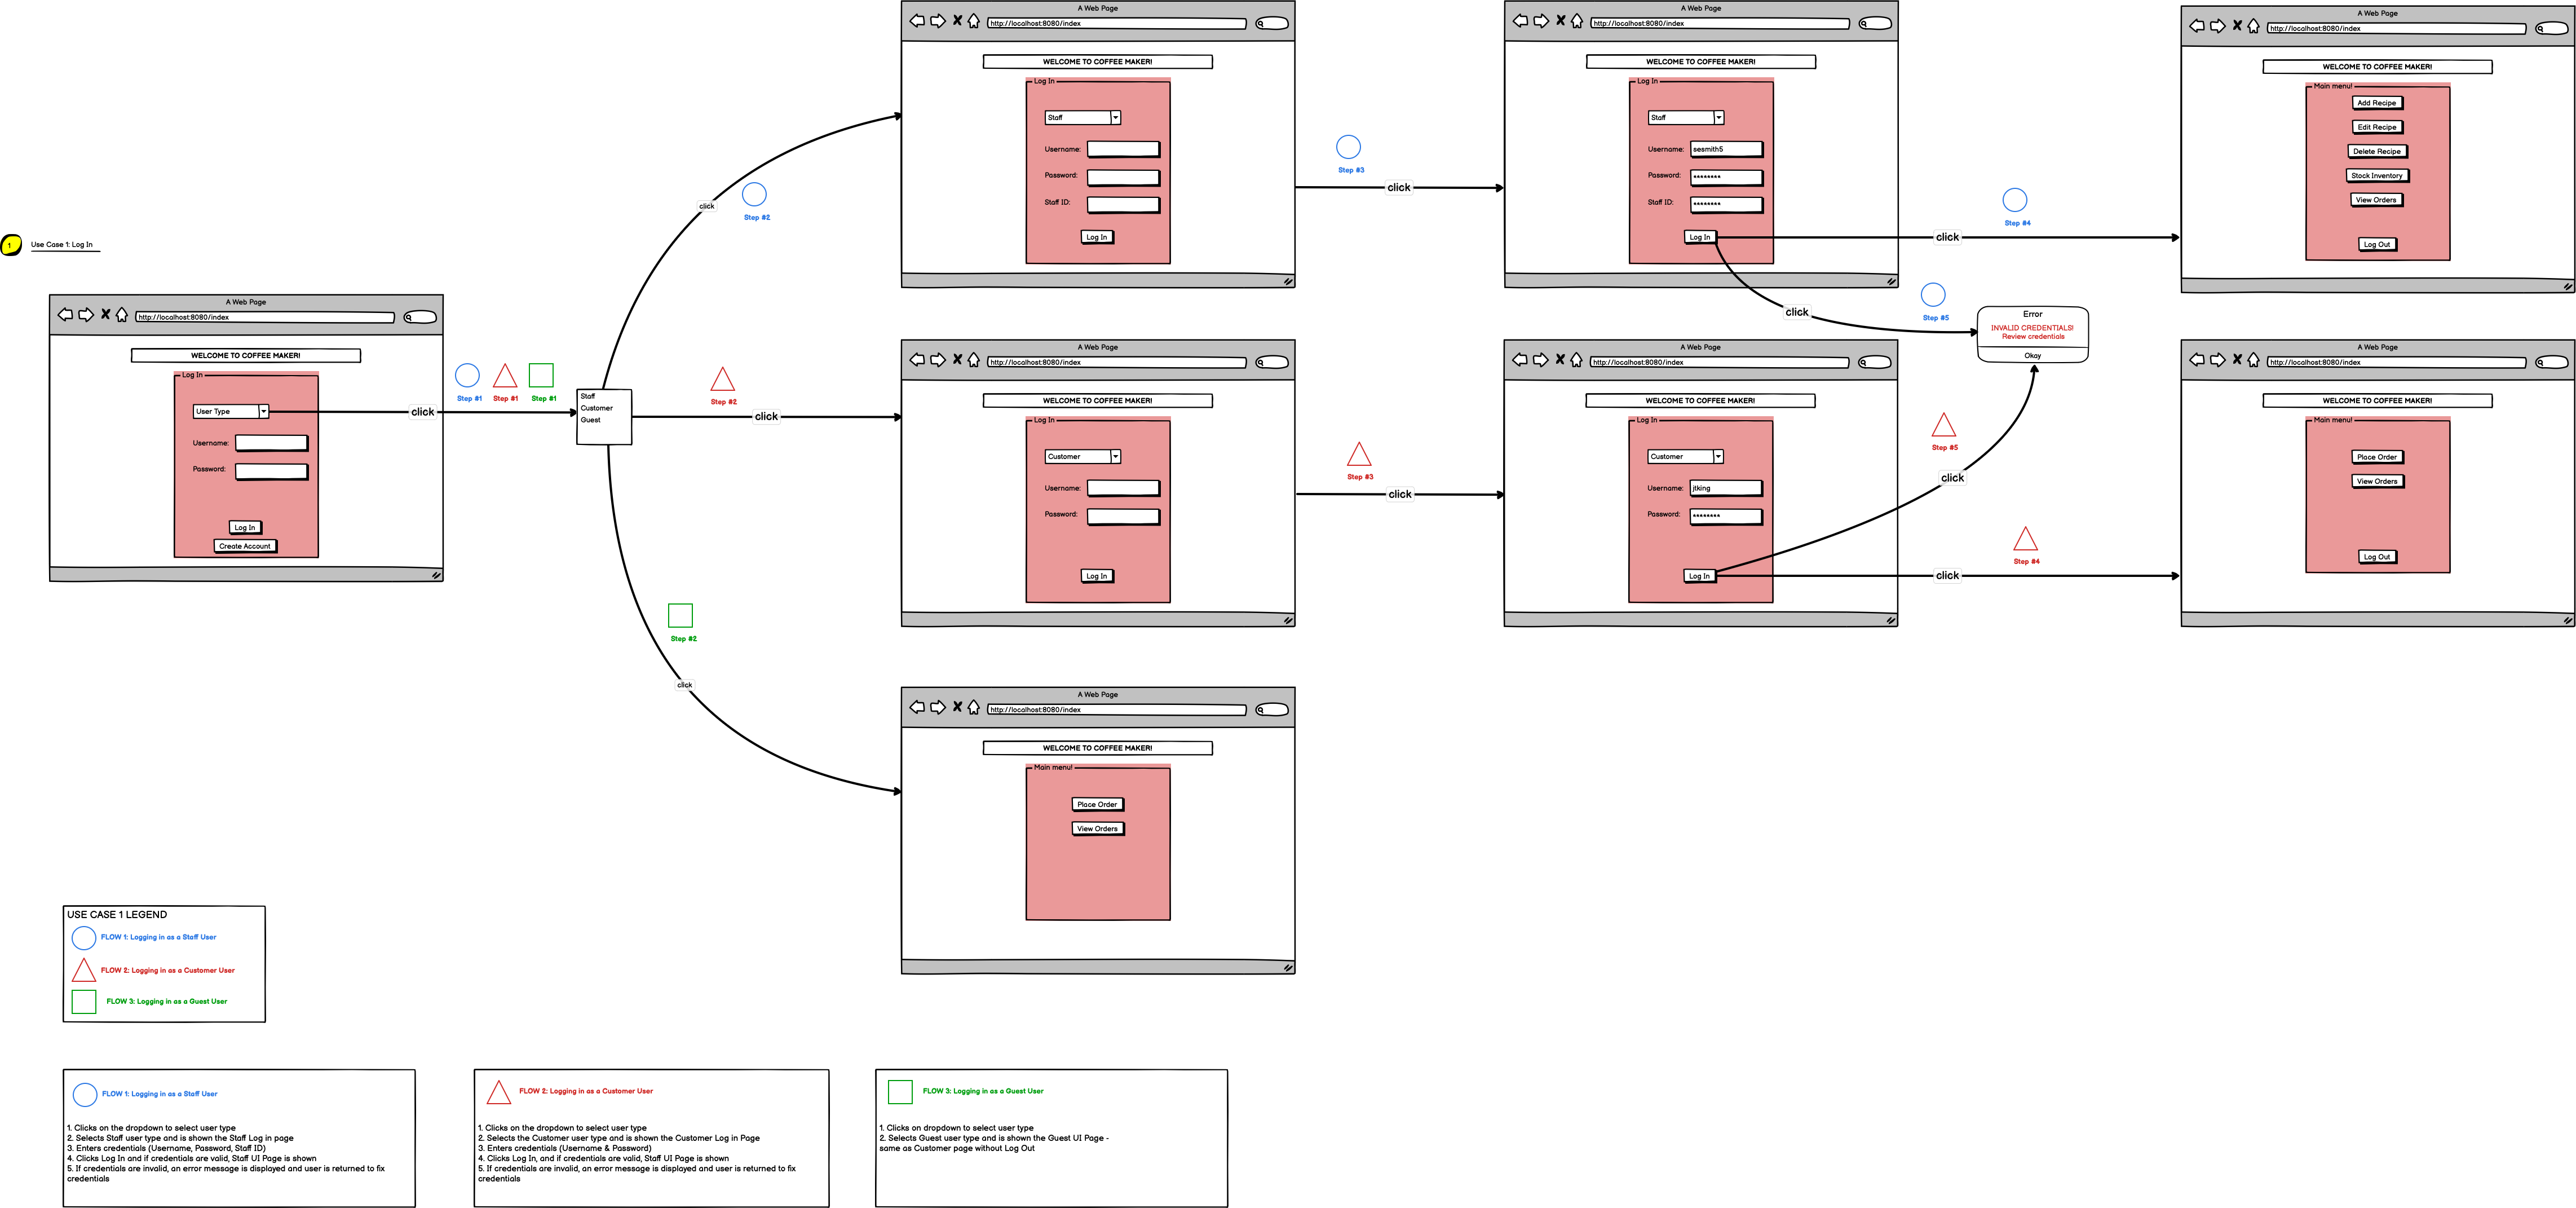 1
Use Case 1: Log In
A Web Page
http://localhost:8080/index
WELCOME TO COFFEE MAKER!
Log In
User Type
Username:
Password:
Log In
Create Account
click
Step #1
Step #1
Step #1
Staff
Customer
Guest
click
Step #2
A Web Page
http://localhost:8080/index
WELCOME TO COFFEE MAKER!
Log In
Staff
Username:
Password:
Staff ID:
Log In
Step #3
click
A Web Page
http://localhost:8080/index
WELCOME TO COFFEE MAKER!
Log In
Staff
Username: sesmith5
Password: ********
Staff ID: ********
Log In
click
Step #4
A Web Page
http://localhost:8080/index
WELCOME TO COFFEE MAKER!
Main menu!
Add Recipe
Edit Recipe
Delete Recipe
Stock Inventory
View Orders
Log Out
click
Step #5
Error
INVALID CREDENTIALS!
Review credentials
Okay
Step #2
click
A Web Page
http://localhost:8080/index
WELCOME TO COFFEE MAKER!
Log In
Customer
Username:
Password:
Log In
Step #3
click
A Web Page
http://localhost:8080/index
WELCOME TO COFFEE MAKER!
Log In
Customer
Username: jtking
Password: ********
Log In
Step #5
click
Step #4
click
A Web Page
http://localhost:8080/index
WELCOME TO COFFEE MAKER!
Main menu!
Place Order
View Orders
Log Out
Step #2
click
A Web Page
http://localhost:8080/index
WELCOME TO COFFEE MAKER!
Main menu!
Place Order
View Orders
USE CASE 1 LEGEND
FLOW 1: Logging in as a Staff User
FLOW 2: Logging in as a Customer User
FLOW 3: Logging in as a Guest User
FLOW 1: Logging in as a Staff User
1. Clicks on the dropdown to select user type
2. Selects Staff user type and is shown the Staff Log in page
3. Enters credentials (Username, Password, Staff ID)
4. Clicks Log In and if credentials are valid, Staff UI Page is shown
5. If credentials are invalid, an error message is displayed and user is returned to fix
credentials
FLOW 2: Logging in as a Customer User
1. Clicks on the dropdown to select user type
2. Selects the Customer user type and is shown the Customer Log in Page
3. Enters credentials (Username & Password)
4. Clicks Log In, and if credentials are valid, Staff UI Page is shown
5. If credentials are invalid, an error message is displayed and user is returned to fix
credentials
FLOW 3: Logging in as a Guest User
1. Clicks on dropdown to select user type
2. Selects Guest user type and is shown the Guest UI Page -
same as Customer page without Log Out